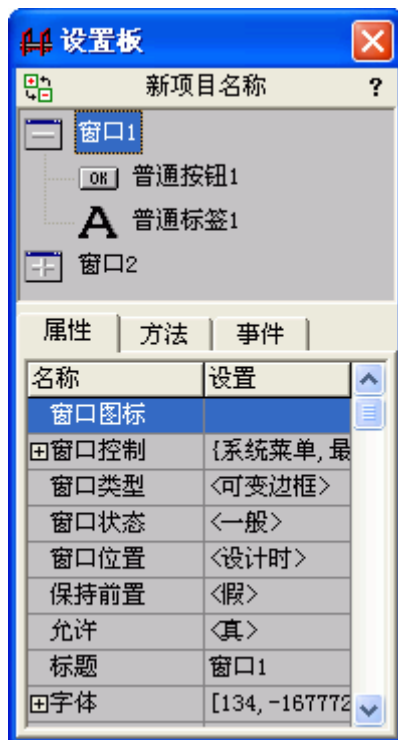 设置板
新项目名称 ?
窗口1
OK 普通按钮1
A 普通标签1
窗口2
属性 方法 事件
名称 设置
窗口图标
窗口控制 {系统菜单,最
窗口类型 <可变边框>
窗口状态 <一般>
窗口位置 <设计时>
保持前置 <假>
允许 <真>
标题 窗口1
字体 [134,-167772